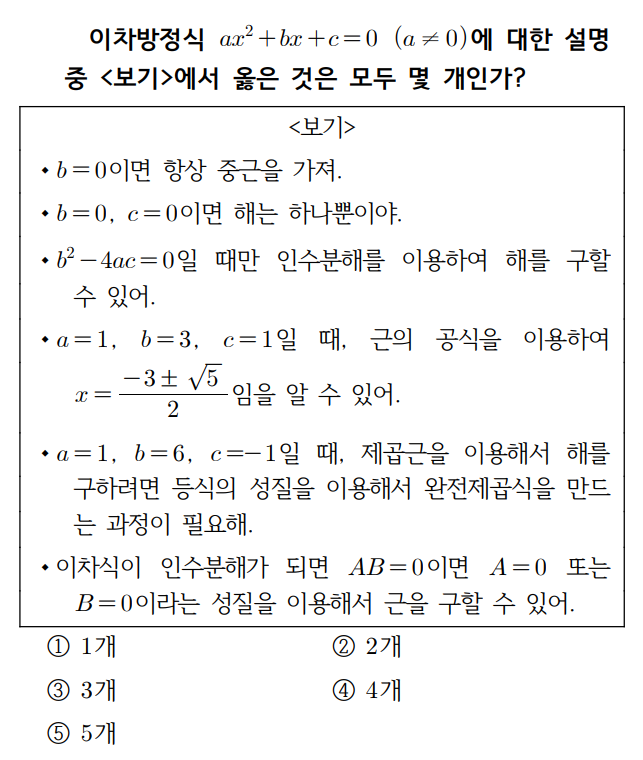 이차방정식 ax²+bx+c=0 (a≠0)에 대한 설명
중 <보기>에서 옳은 것은 모두 몇 개인가?
<보기>
◆ b=0이면 항상 중근을 가져.
◆ b=0, c=0이면 해는 하나뿐이야.
◆ b²-4ac=0일 때만 인수분해를 이용하여 해를 구할
수 있어.
◆ a=1, b=3, c=1일 때, 근의 공식을 이용하여
x=(-3±√5)/2임을 알 수 있어.
◆ a=1, b=6, c=-1일 때, 제곱근을 이용해서 해를
구하려면 등식의 성질을 이용해서 완전제곱식을 만드
는 과정이 필요해.
◆ 이차식이 인수분해가 되면 AB=0이면 A=0 또는
B=0이라는 성질을 이용해서 근을 구할 수 있어.
① 1개 ② 2개
③ 3개 ④ 4개
⑤ 5개